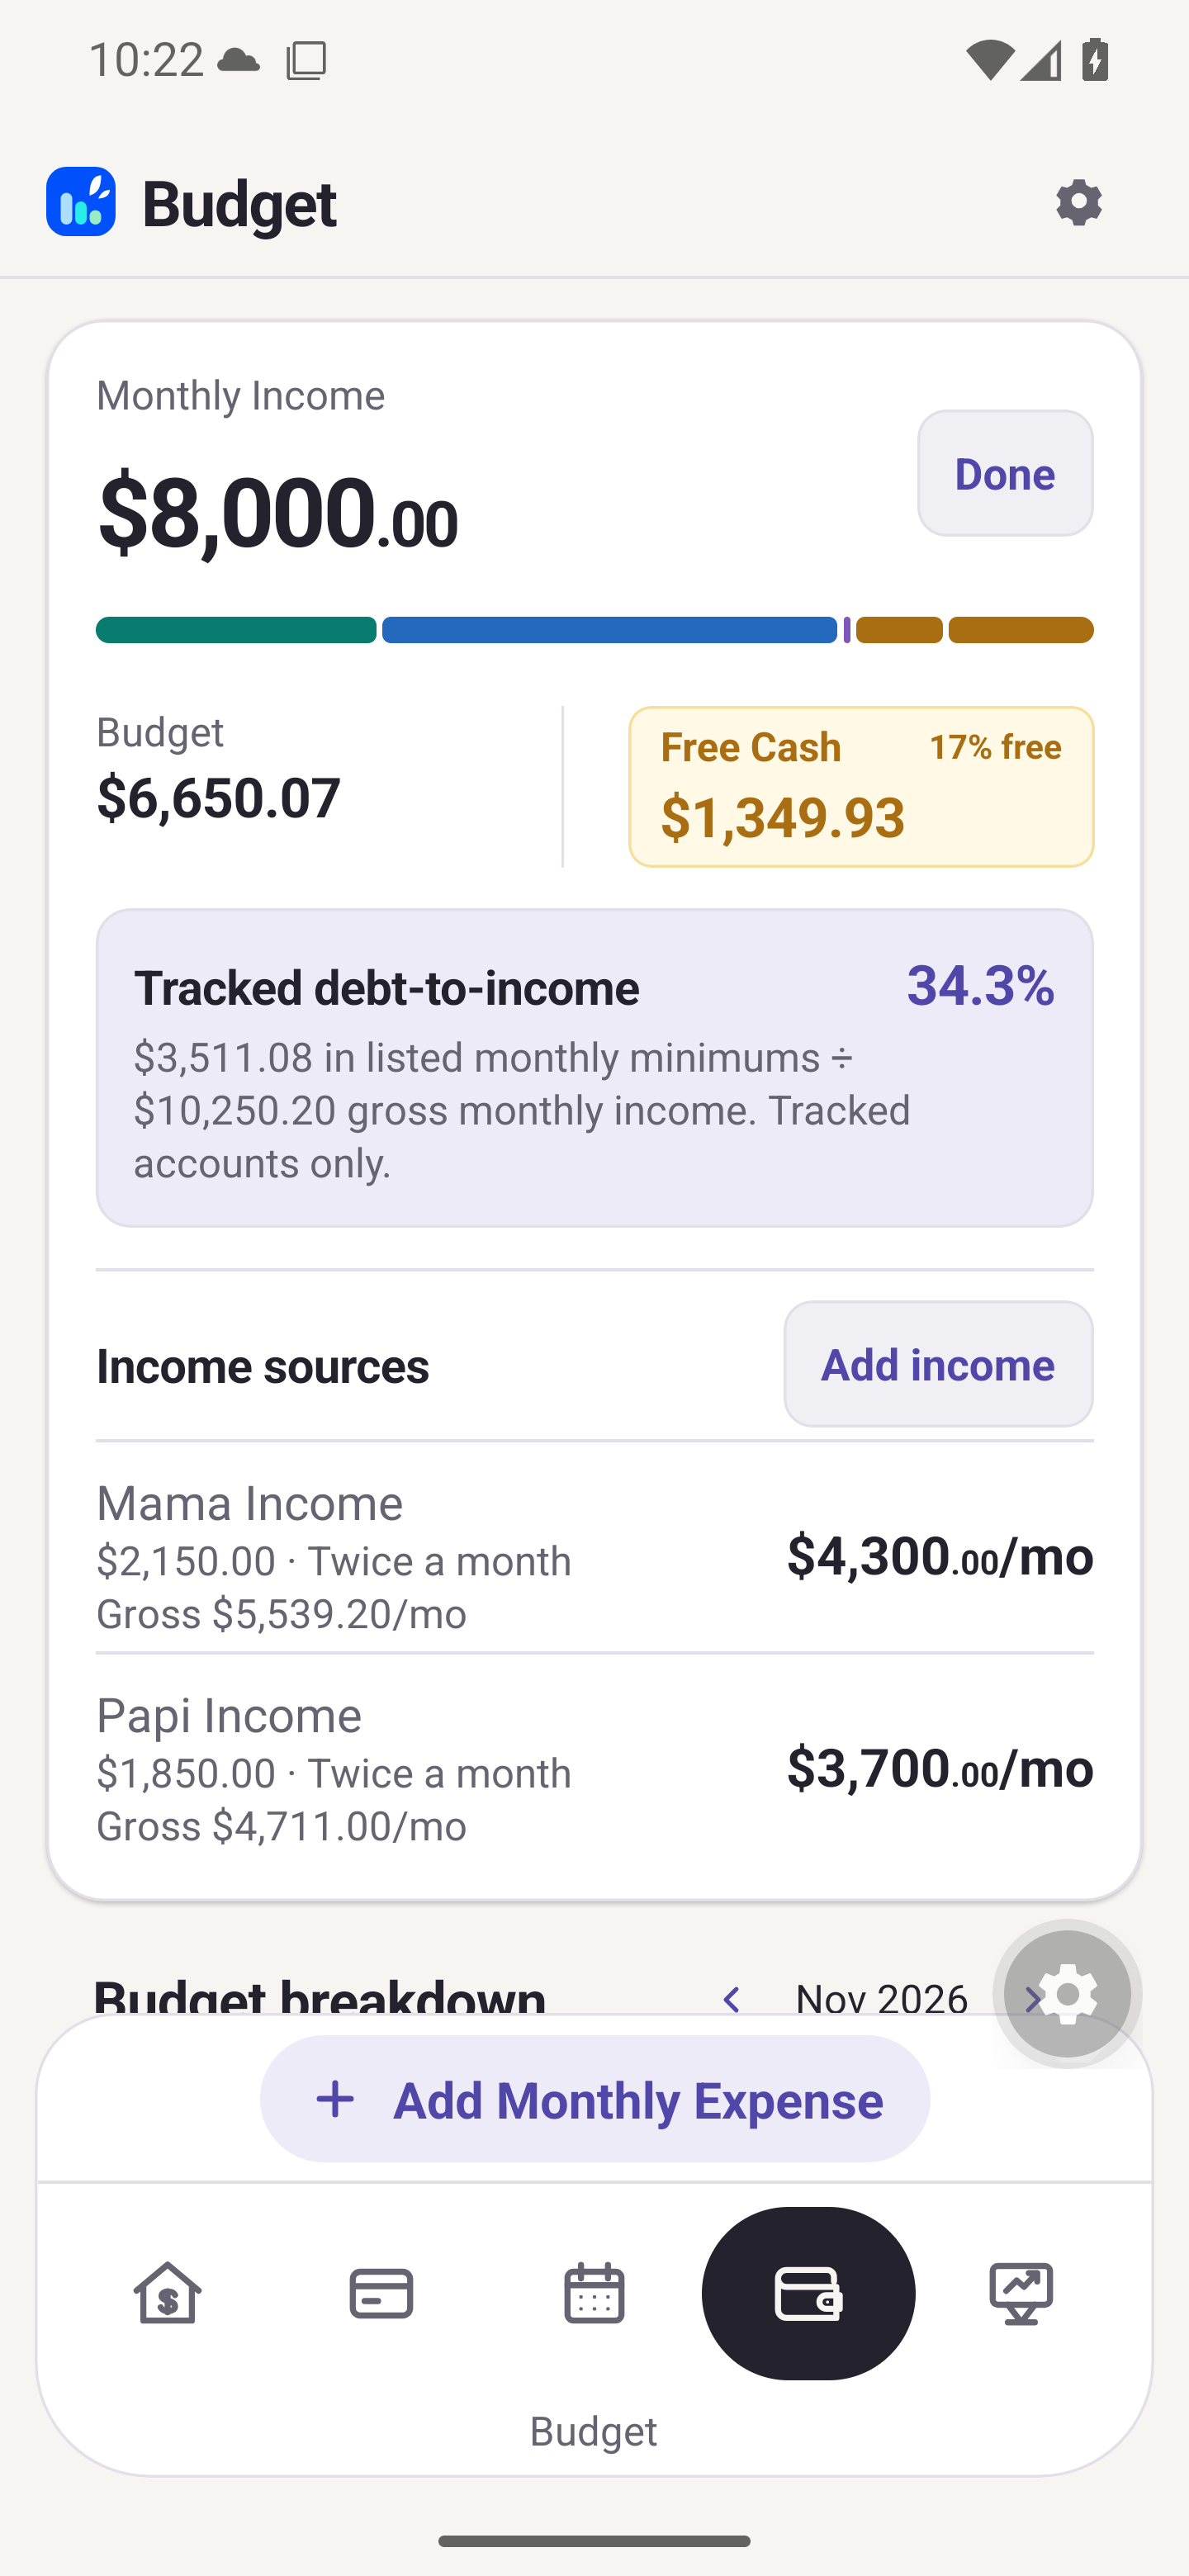 10:22
Budget
Monthly Income
$8,000.00
Done
Budget
$6,650.07
Free Cash
17% free
$1,349.93
Tracked debt-to-income
34.3%
$3,511.08 in listed monthly minimums ÷
$10,250.20 gross monthly income. Tracked
accounts only.
Income sources
Add income
Mama Income
$2,150.00 · Twice a month
Gross $5,539.20/mo
$4,300.00/mo
Papi Income
$1,850.00 · Twice a month
Gross $4,711.00/mo
$3,700.00/mo
Budget breakdown
Nov 2026
+ Add Monthly Expense
Budget